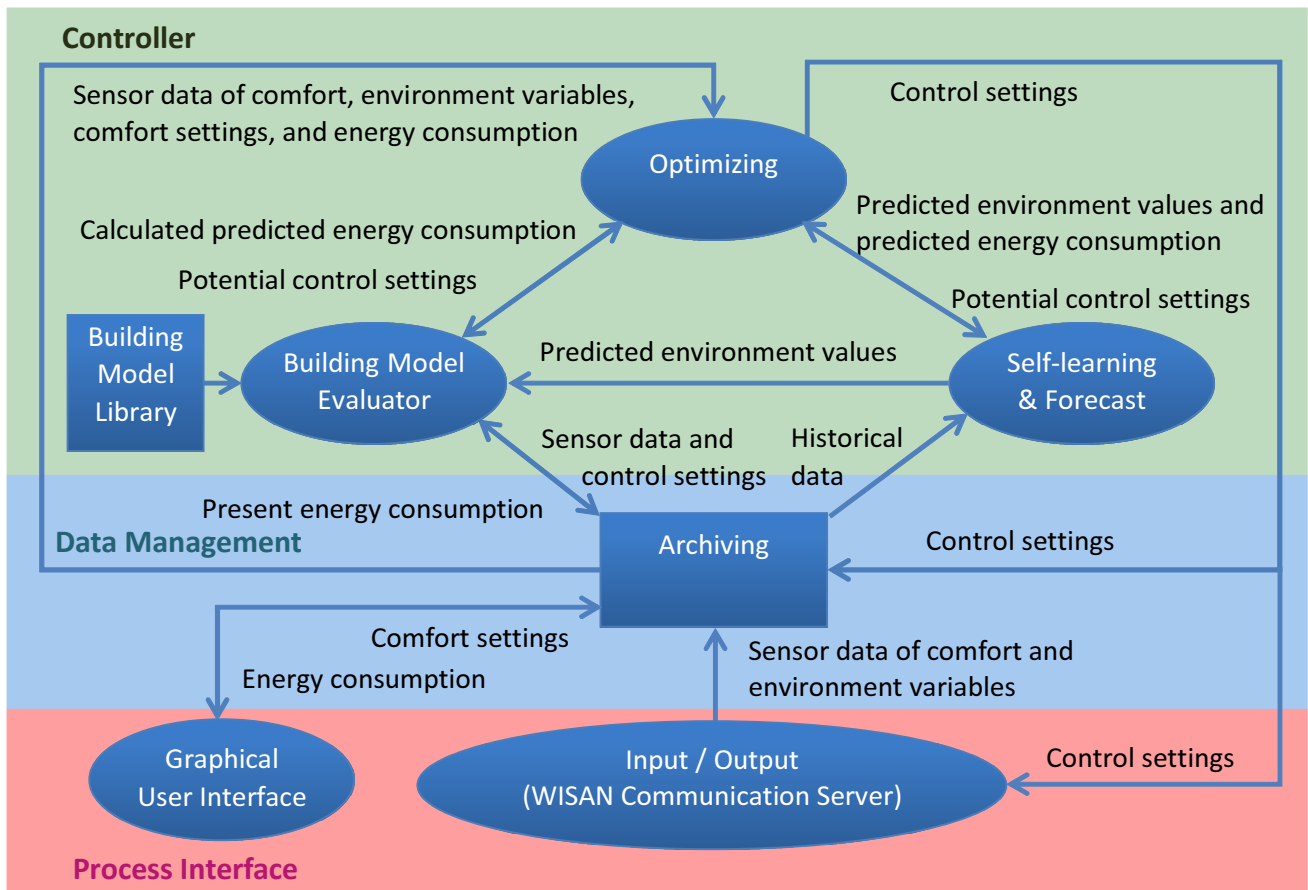 Controller
Sensor data of comfort, environment variables,
comfort settings, and energy consumption
Control settings
Optimizing
Calculated predicted energy consumption
Potential control settings
Predicted environment values and
predicted energy consumption
Potential control settings
Building
Model
Library
Building Model
Evaluator
Predicted environment values
Self-learning
& Forecast
Sensor data and
control settings
Historical
data
Present energy consumption
Data Management
Archiving
Control settings
Comfort settings
Energy consumption
Sensor data of comfort and
environment variables
Graphical
User Interface
Input / Output
(WISAN Communication Server)
Control settings
Process Interface